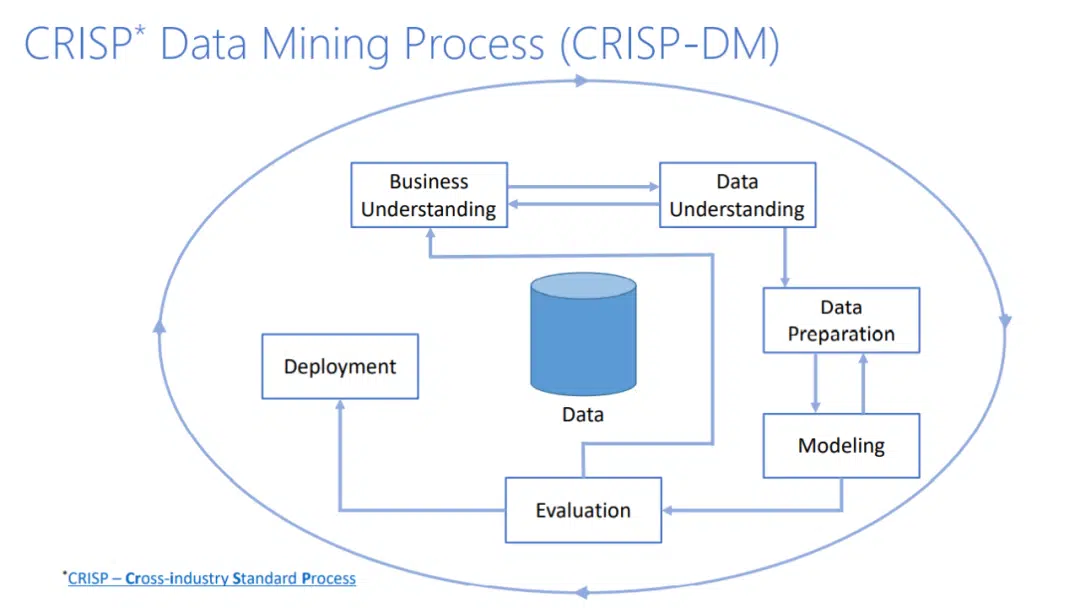 CRISP* Data Mining Process (CRISP-DM)
Business
Understanding
Data
Understanding
Data
Preparation
Deployment
Data
Modeling
Evaluation
*CRISP – Cross-industry Standard Process